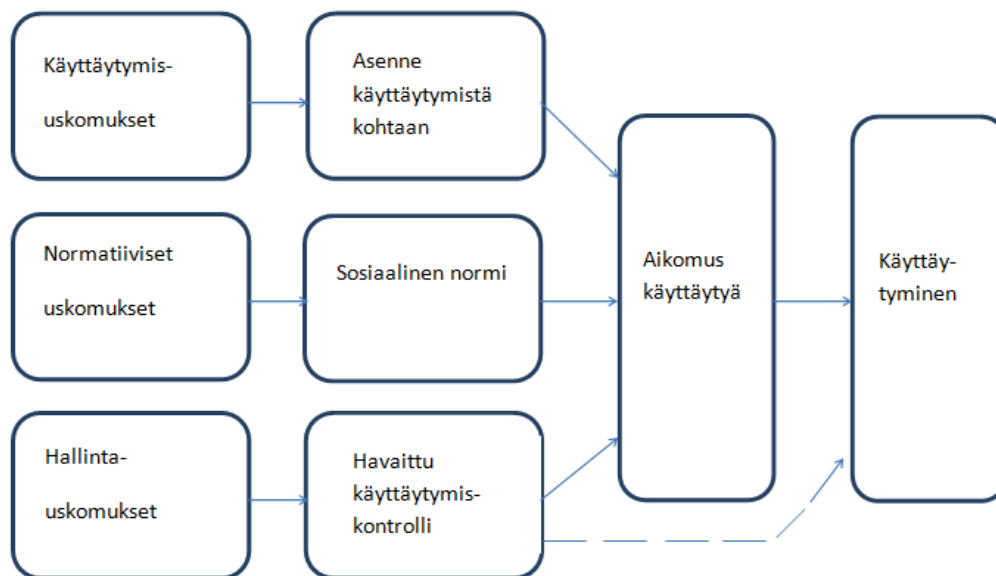 Käyttäytymis-
uskomukset
Asenne
käyttäytymistä
kohtaan
Normatiiviset
uskomukset
Sosiaalinen normi
Aikomus
käyttäytyä
Käyttäy-
tyminen
Hallinta-
uskomukset
Havaittu
käyttäytymis-
kontrolli